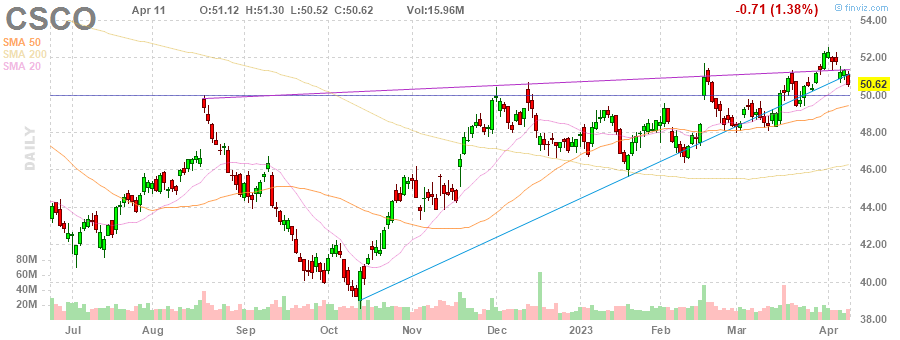 CSCO
Apr 11 O:51.12 H:51.30 L:50.52 C:50.62 Vol:15.96M -0.71 (1.38%)
© finviz.com
SMA 50
SMA 200
SMA 20
DAILY
54.00
52.00
50.62
50.00
48.00
46.00
44.00
42.00
40.00
38.00
80M
60M
40M
20M
Jul Aug Sep Oct Nov Dec 2023 Feb Mar Apr